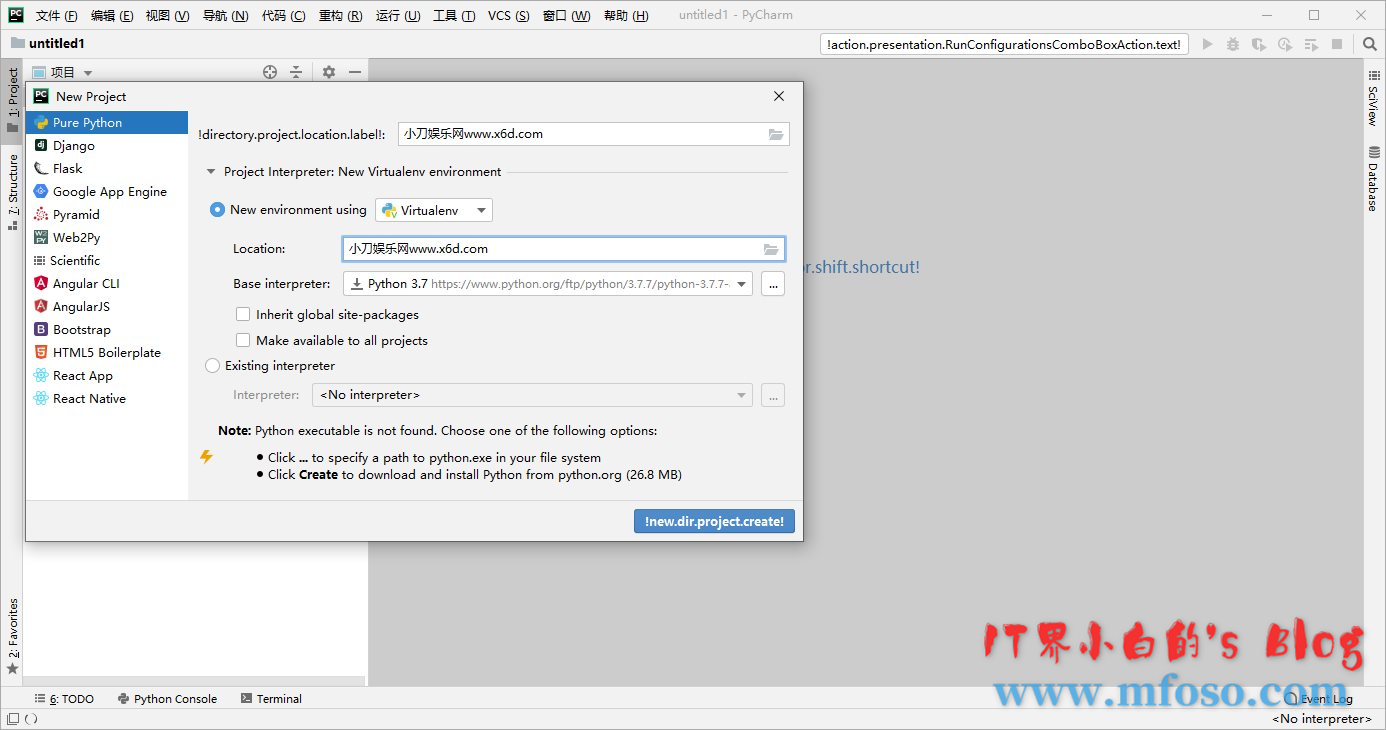 文件 (F) 编辑 (E) 视图 (V) 导航 (N) 代码 (C) 重构 (R) 运行 (U) 工具 (T) VCS (S) 窗口 (W) 帮助 (H) untitled1 - PyCharm
untitled1
!action.presentation.RunConfigurationsComboBoxAction.text!
项目
1: Project
7: Structure
2: Favorites
SciView
Database
New Project
Pure Python
Django
Flask
Google App Engine
Pyramid
Web2Py
Scientific
Angular CLI
AngularJS
Bootstrap
HTML5 Boilerplate
React App
React Native
!directory.project.location.label!: 小刀娱乐网www.x6d.com
Project Interpreter: New Virtualenv environment
New environment using Virtualenv
Location: 小刀娱乐网www.x6d.com
Base interpreter: Python 3.7 https://www.python.org/ftp/python/3.7.7/python-3.7.7- ...
Inherit global site-packages
Make available to all projects
Existing interpreter
Interpreter: <No interpreter> ...
Note: Python executable is not found. Choose one of the following options:
• Click ... to specify a path to python.exe in your file system
• Click Create to download and install Python from python.org (26.8 MB)
!new.dir.project.create!
r.shift.shortcut!
IT界小白的's Blog
www.mfoso.com
6: TODO Python Console Terminal Event Log
<No interpreter>